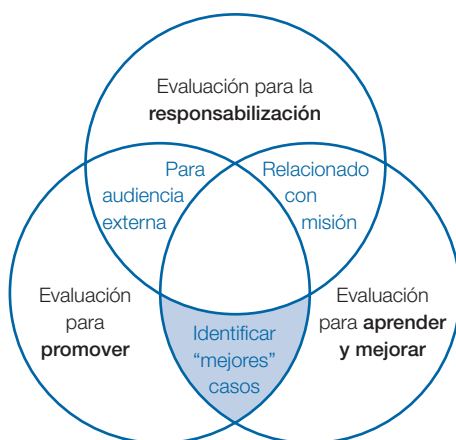 Evaluación para la
responsabilización
Para
audiencia
externa
Relacionado
con
misión
Evaluación
para
promover
Identificar
“mejores”
casos
Evaluación
para aprender
y mejorar